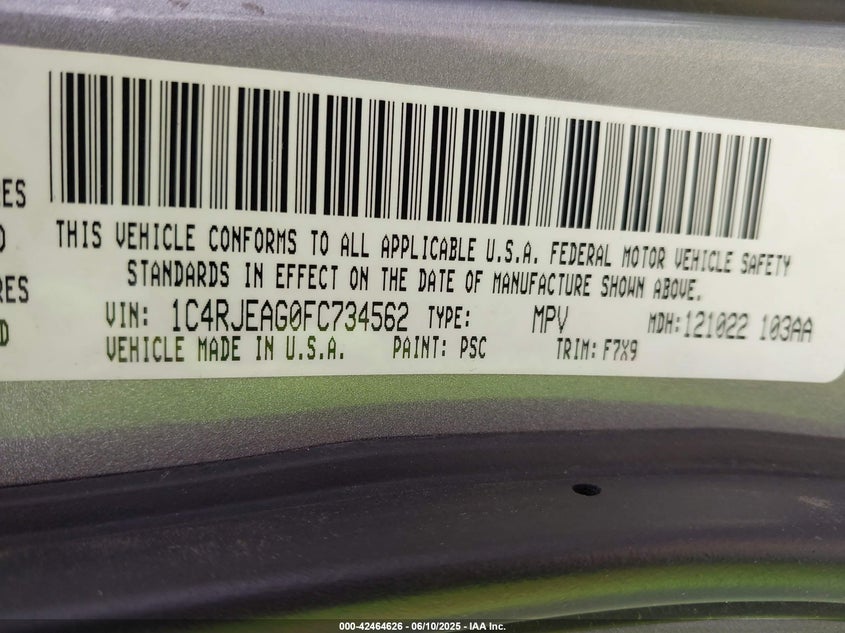 RES
D
RES
D
THIS VEHICLE CONFORMS TO ALL APPLICABLE U.S.A. FEDERAL MOTOR VEHICLE SAFETY
STANDARDS IN EFFECT ON THE DATE OF MANUFACTURE SHOWN ABOVE.
VIN: 1C4RJEAG0FC734562 TYPE: MPV MDH:121022 103AA
VEHICLE MADE IN U.S.A. PAINT: PSC TRIM: F7X9
000-42464626 - 06/10/2025 - IAA Inc.